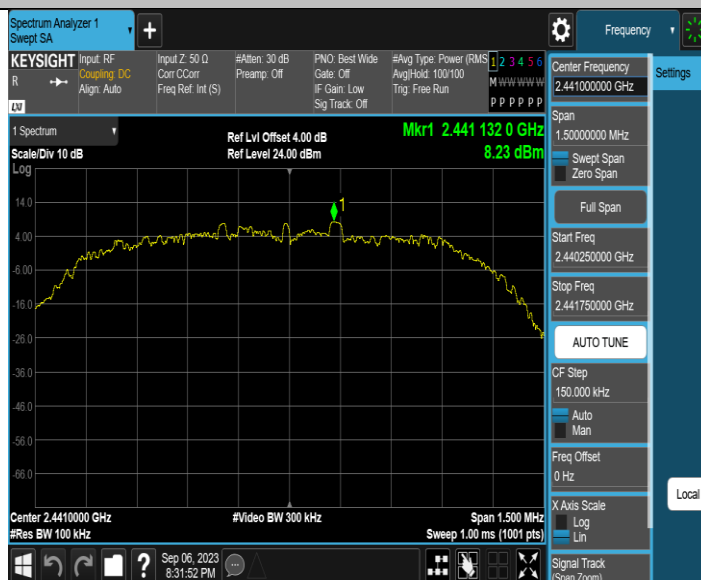 Spectrum Analyzer 1
Swept SA
+
Frequency
KEYSIGHT
R
LXI
Input: RF
Coupling: DC
Align: Auto
Input Z: 50 Ω
Corr CCorr
Freq Ref: Int (S)
#Atten: 30 dB
Preamp: Off
PNO: Best Wide
Gate: Off
IF Gain: Low
Sig Track: Off
#Avg Type: Power (RMS
Avg|Hold: 100/100
Trig: Free Run
1 2 3 4 5 6
M W W W W W
P P P P P P
1 Spectrum
Scale/Div 10 dB
Log
Ref Lvl Offset 4.00 dB
Ref Level 24.00 dBm
Mkr1 2.441 132 0 GHz
8.23 dBm
1
14.0
4.00
-6.00
-16.0
-26.0
-36.0
-46.0
-56.0
-66.0
Center 2.4410000 GHz
#Res BW 100 kHz
#Video BW 300 kHz
Span 1.500 MHz
Sweep 1.00 ms (1001 pts)
?
Sep 06, 2023
8:31:52 PM
Center Frequency
2.441000000 GHz
Span
1.50000000 MHz
Swept Span
Zero Span
Full Span
Start Freq
2.440250000 GHz
Stop Freq
2.441750000 GHz
AUTO TUNE
CF Step
150.000 kHz
Auto
Man
Freq Offset
0 Hz
X Axis Scale
Log
Lin
Signal Track
(Span Zoom)
Settings
Local